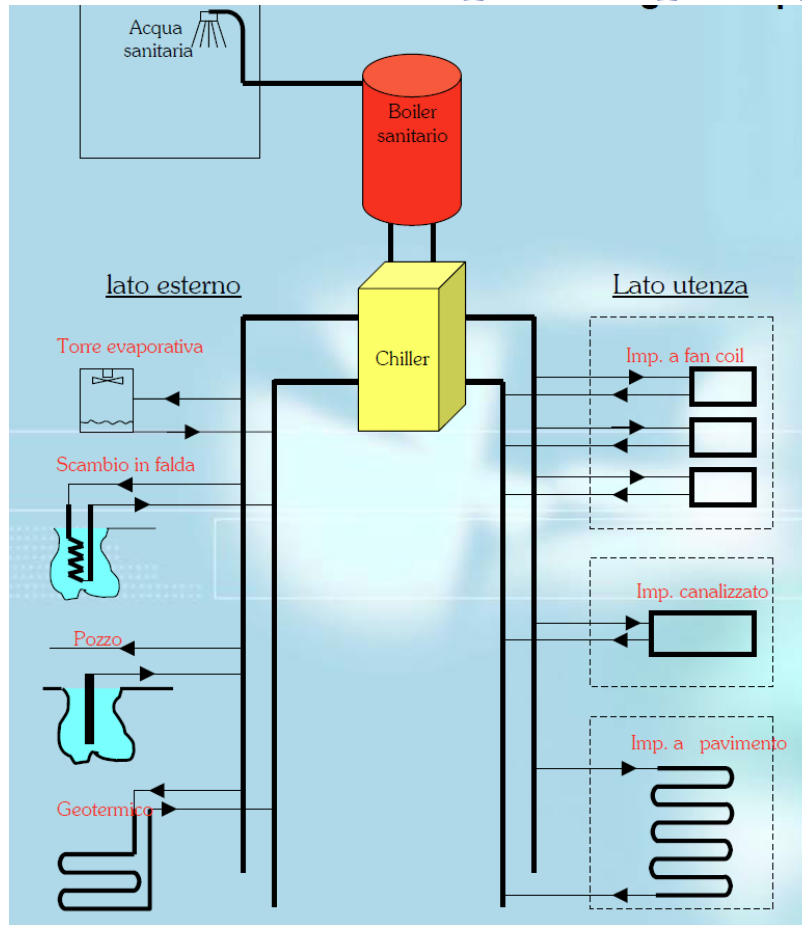 Acqua
sanitaria
Boiler
sanitario
lato esterno
Lato utenza
Torre evaporativa
Imp. a fan coil
Chiller
Scambio in falda
Imp. canalizzato
Pozzo
Imp. a pavimento
Geotermico